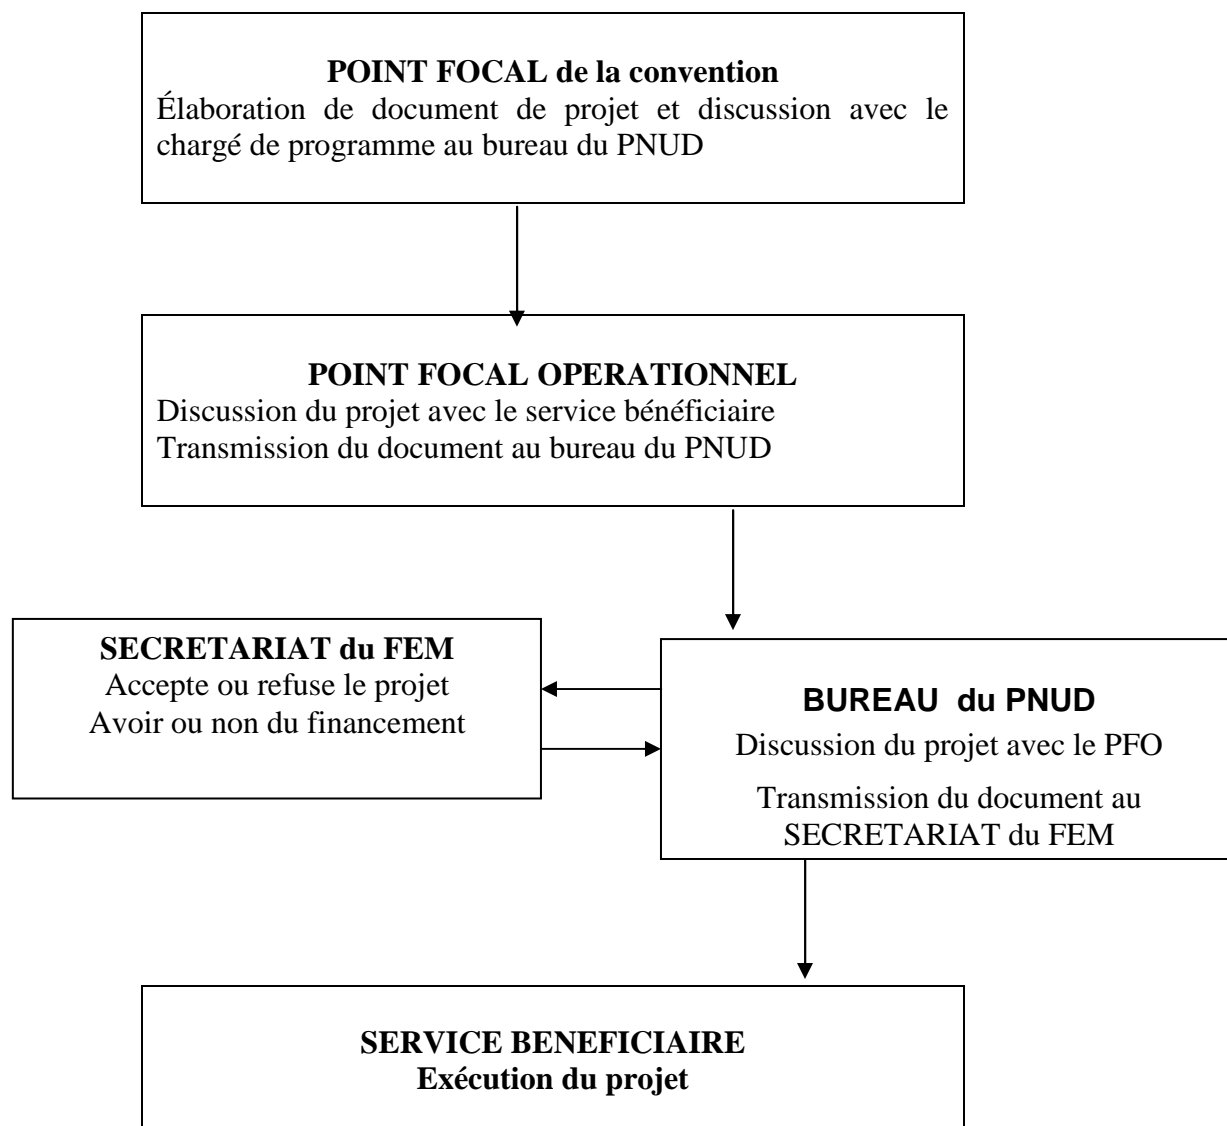 POINT FOCAL de la convention
Élaboration de document de projet et discussion avec le
chargé de programme au bureau du PNUD
POINT FOCAL OPERATIONNEL
Discussion du projet avec le service bénéficiaire
Transmission du document au bureau du PNUD
SECRETARIAT du FEM
Accepte ou refuse le projet
Avoir ou non du financement
BUREAU du PNUD
Discussion du projet avec le PFO
Transmission du document au
SECRETARIAT du FEM
SERVICE BENEFICIAIRE
Exécution du projet